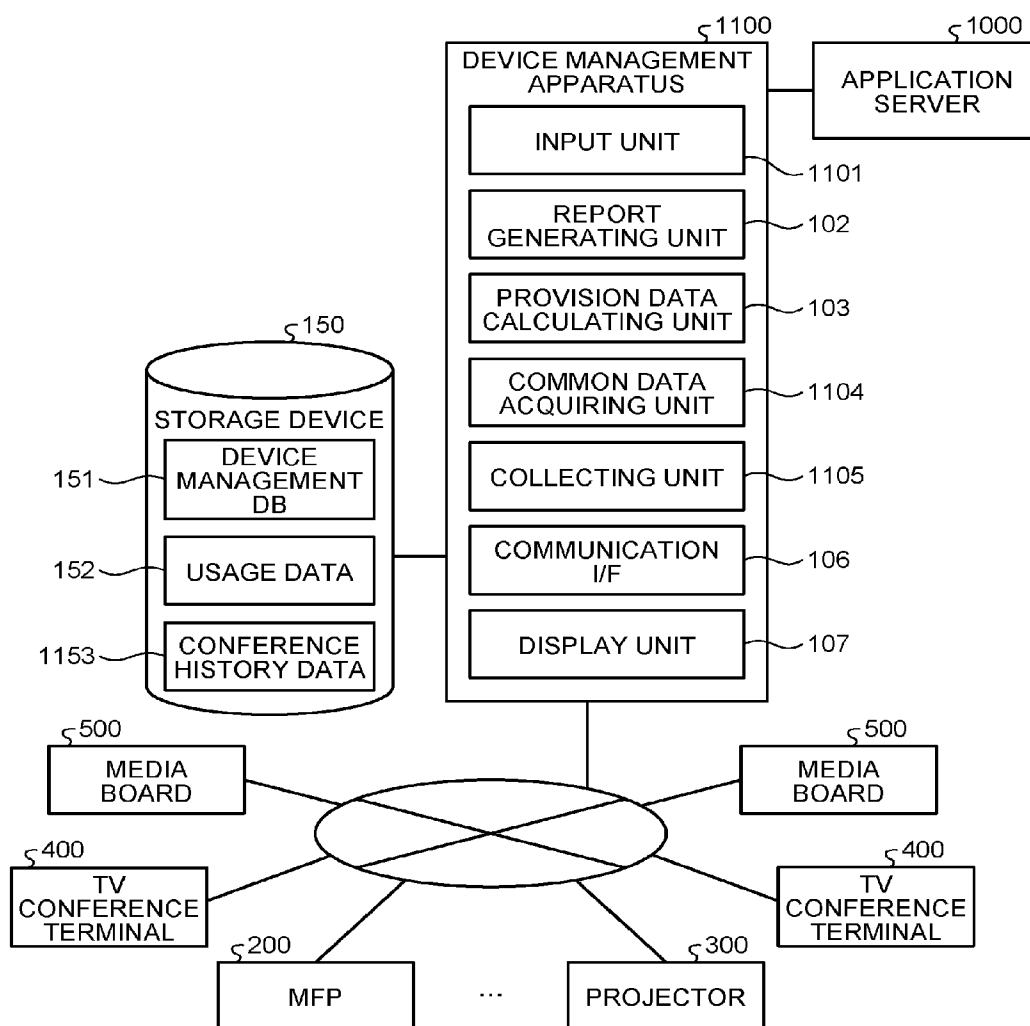 1100
DEVICE MANAGEMENT
APPARATUS
1000
APPLICATION
SERVER
INPUT UNIT
1101
REPORT
GENERATING UNIT
102
PROVISION DATA
CALCULATING UNIT
103
COMMON DATA
ACQUIRING UNIT
1104
COLLECTING UNIT
1105
COMMUNICATION
I/F
106
DISPLAY UNIT
107
150
STORAGE DEVICE
151
DEVICE
MANAGEMENT
DB
152
USAGE DATA
1153
CONFERENCE
HISTORY DATA
500
MEDIA
BOARD
500
MEDIA
BOARD
400
TV
CONFERENCE
TERMINAL
400
TV
CONFERENCE
TERMINAL
200
MFP
...
300
PROJECTOR